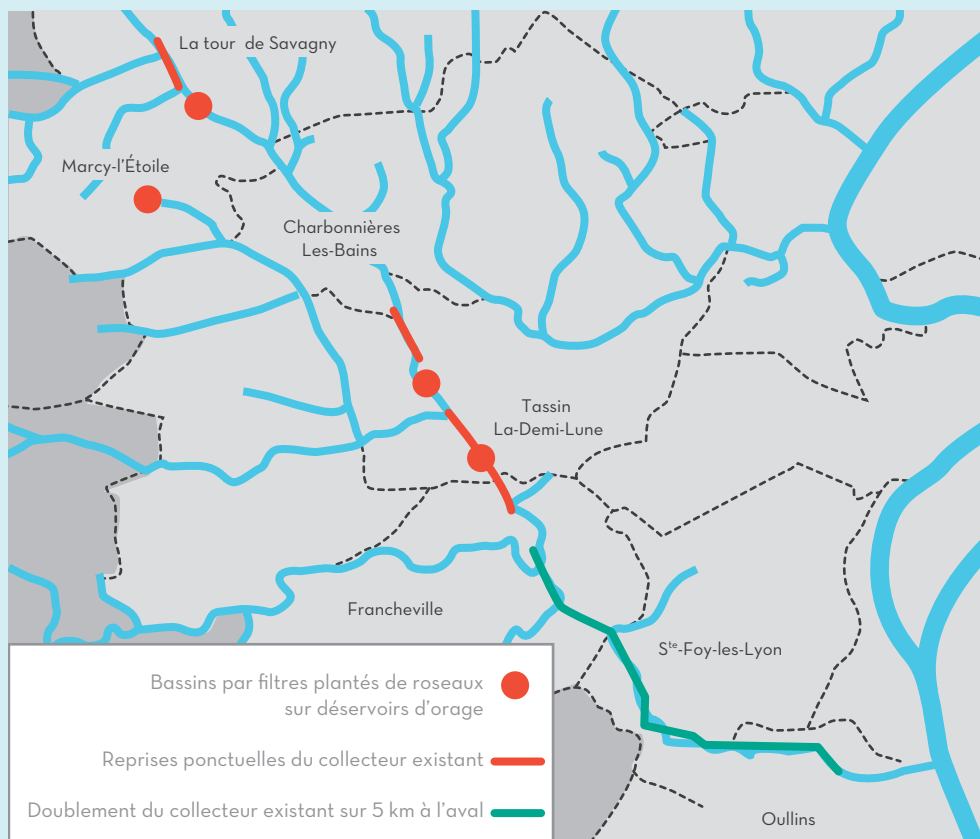 La tour de Savagny
Marcy-l'Étoile
Charbonnières
Les-Bains
Tassin
La-Demi-Lune
Francheville
Ste-Foy-les-Lyon
Bassins par filtres plantés de roseaux
sur déservoirs d'orage
Reprises ponctuelles du collecteur existant
Doublement du collecteur existant sur 5 km à l'aval
Oullins